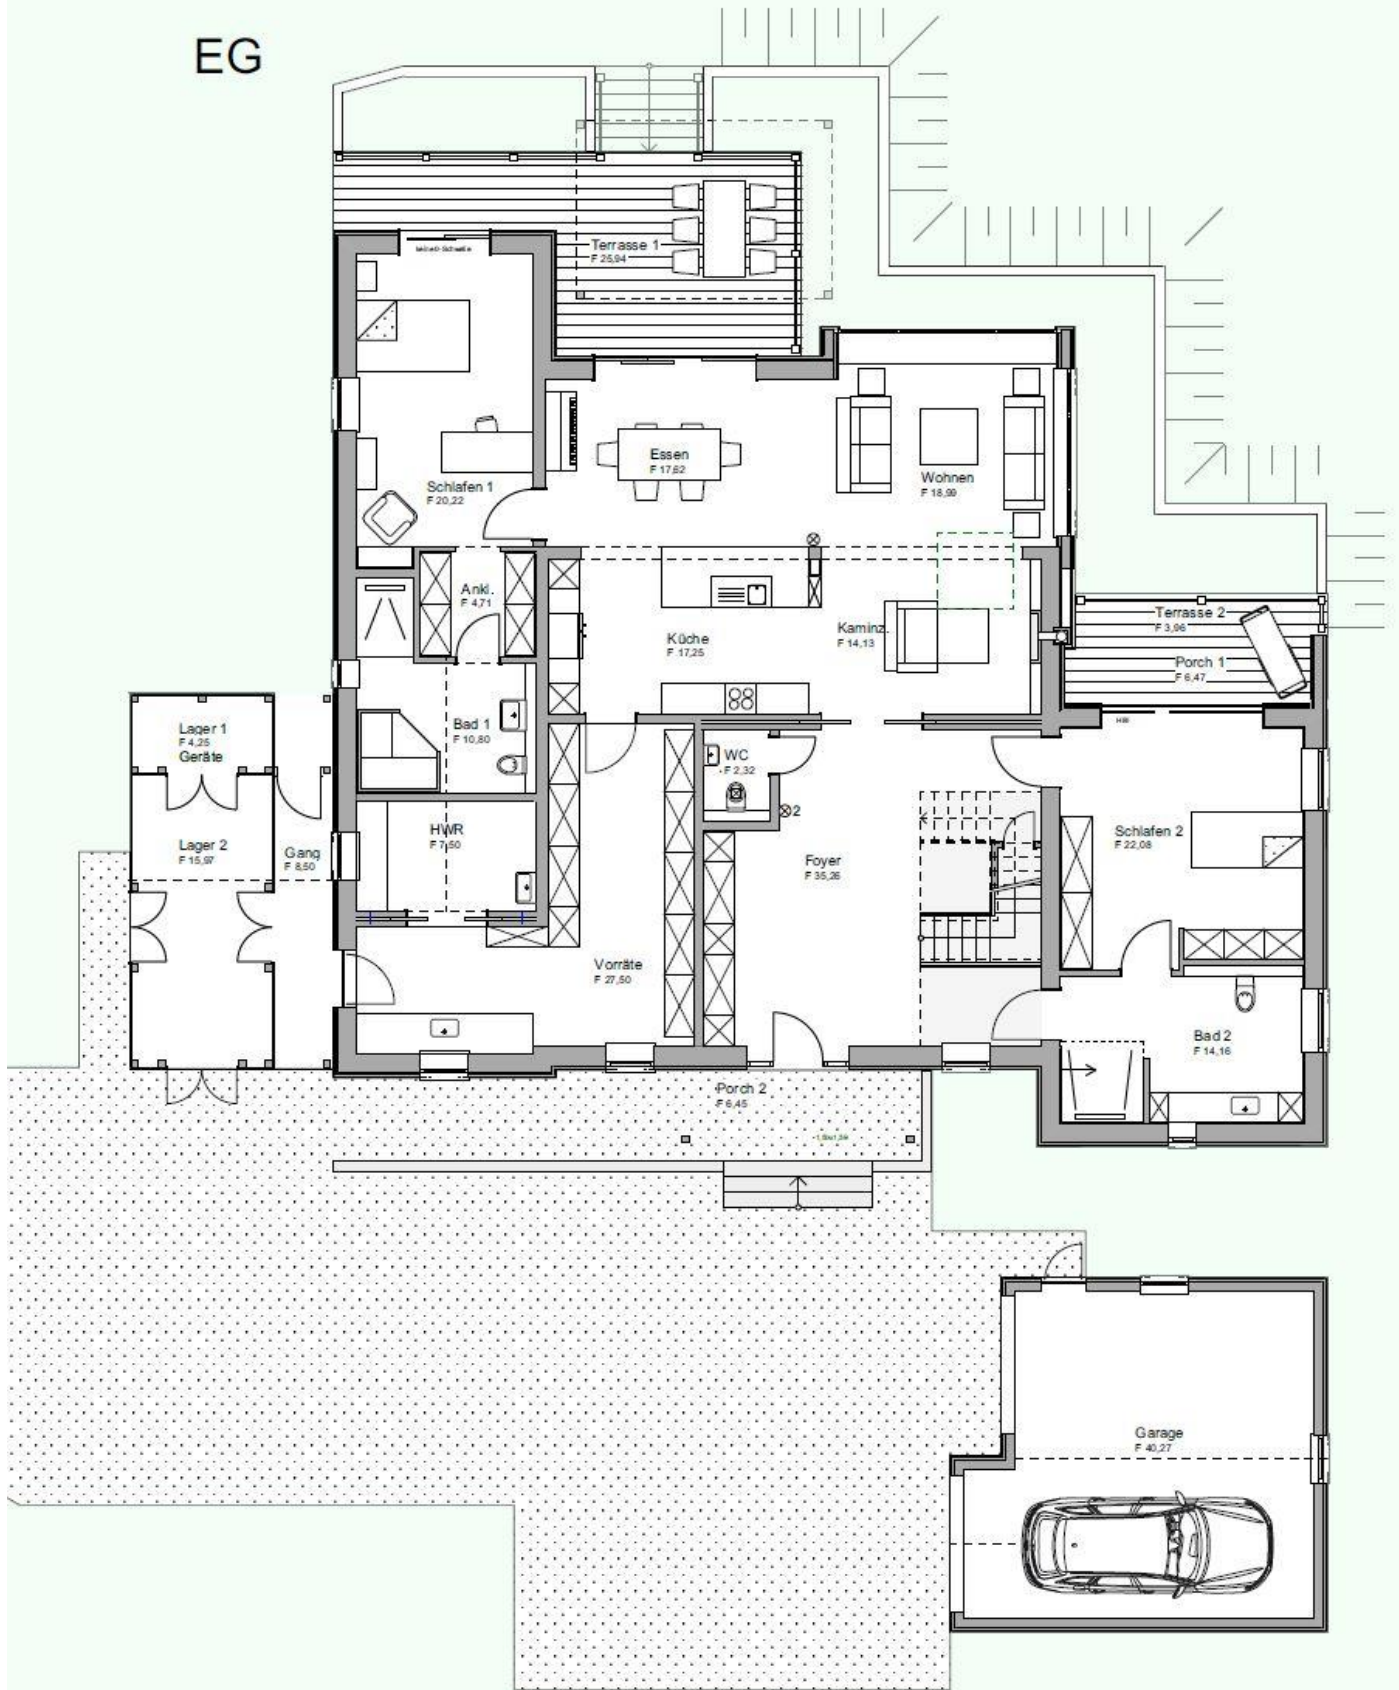 EG
Terrasse 1
F 25,94
Essen
F 17,62
Wohnen
F 18,99
Schlafen 1
F 20,22
Ankl.
F 4,71
Küche
F 17,25
Kaminz.
F 14,13
Terrasse 2
F 3,96
Porch 1
F 6,47
Lager 1
F 4,25
Geräte
Bad 1
F 10,80
WC
F 2,32
2
Schlafen 2
F 22,08
HWR
F 7,50
Lager 2
F 15,97
Gang
F 8,50
Foyer
F 35,26
Vorräte
F 27,50
Bad 2
F 14,16
Porch 2
F 6,45
Garage
F 40,27